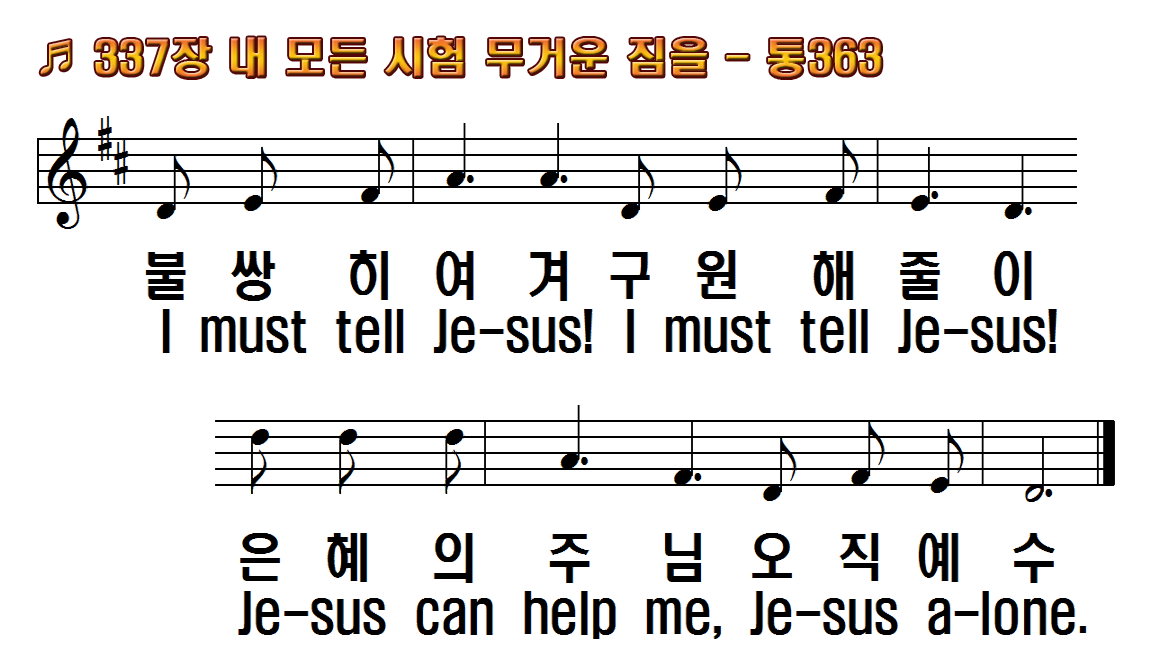 ♬ 337장 내 모든 시험 무거운 짐을 - 통363
불 쌍 히 여 겨 구 원 해 줄 이
I must tell Je-sus! I must tell Je-sus!
은 혜 의 주 님 오 직 예 수
Je-sus can help me, Je-sus a-lone.